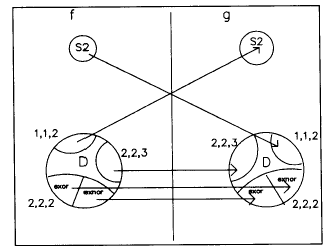 f g
S2 S2
1,1,2 D 2,2,3 2,2,3 D 1,1,2
exor exnor exor exnor
2,2,2 2,2,2